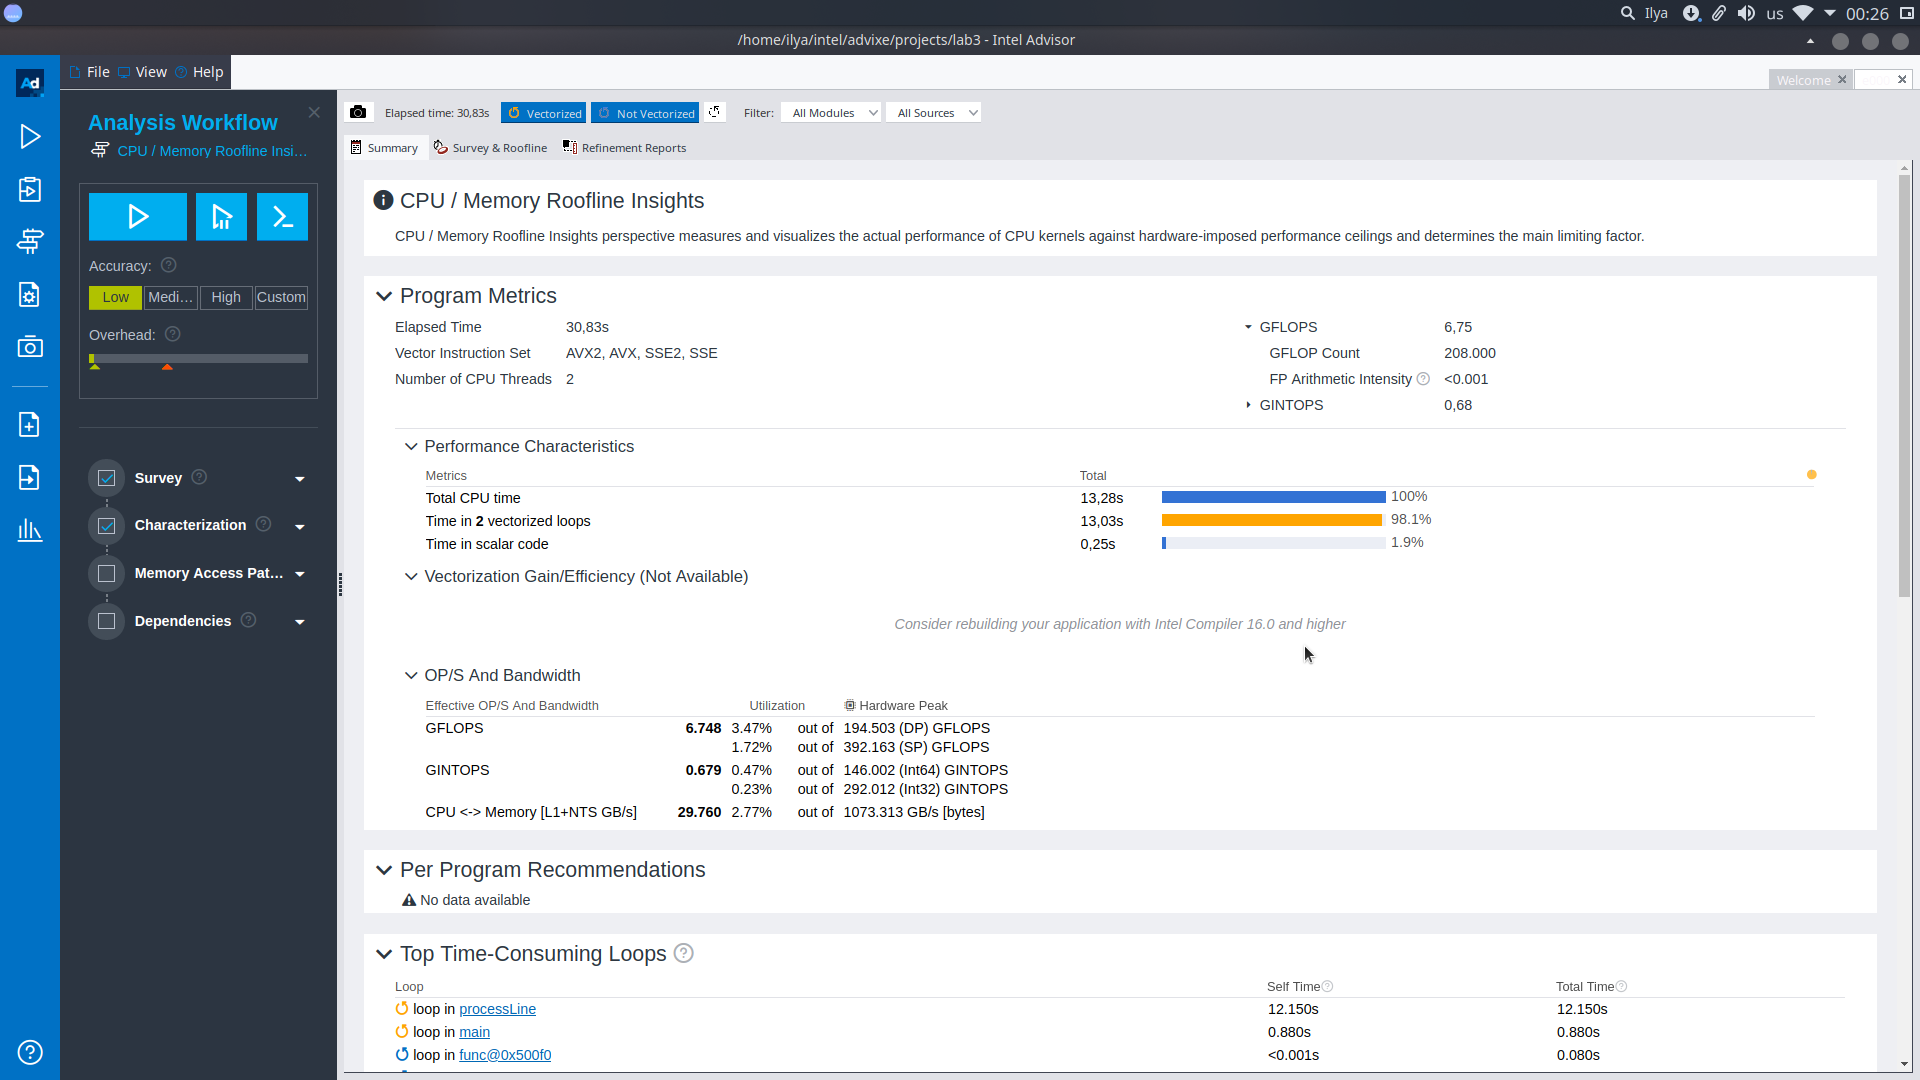 Ilya us 00:26
/home/ilya/intel/advixe/projects/lab3 - Intel Advisor
Ad File View Help
Welcome
Analysis Workflow
CPU / Memory Roofline Insi...
Accuracy:
Low Medi... High Custom
Overhead:
Survey
Characterization
Memory Access Pat...
Dependencies
Elapsed time: 30,83s Vectorized Not Vectorized Filter: All Modules All Sources
Summary Survey & Roofline Refinement Reports
CPU / Memory Roofline Insights
CPU / Memory Roofline Insights perspective measures and visualizes the actual performance of CPU kernels against hardware-imposed performance ceilings and determines the main limiting factor.
Program Metrics
Elapsed Time 30,83s
Vector Instruction Set AVX2, AVX, SSE2, SSE
Number of CPU Threads 2
GFLOPS 6,75
GFLOP Count 208.000
FP Arithmetic Intensity <0.001
GINTOPS 0,68
Performance Characteristics
Metrics Total
Total CPU time 13,28s 100%
Time in 2 vectorized loops 13,03s 98.1%
Time in scalar code 0,25s 1.9%
Vectorization Gain/Efficiency (Not Available)
Consider rebuilding your application with Intel Compiler 16.0 and higher
OP/S And Bandwidth
Effective OP/S And Bandwidth Utilization Hardware Peak
GFLOPS 6.748 3.47% out of 194.503 (DP) GFLOPS
1.72% out of 392.163 (SP) GFLOPS
GINTOPS 0.679 0.47% out of 146.002 (Int64) GINTOPS
0.23% out of 292.012 (Int32) GINTOPS
CPU <-> Memory [L1+NTS GB/s] 29.760 2.77% out of 1073.313 GB/s [bytes]
Per Program Recommendations
No data available
Top Time-Consuming Loops
Loop Self Time Total Time
loop in processLine 12.150s 12.150s
loop in main 0.880s 0.880s
loop in func@0x500f0 <0.001s 0.080s